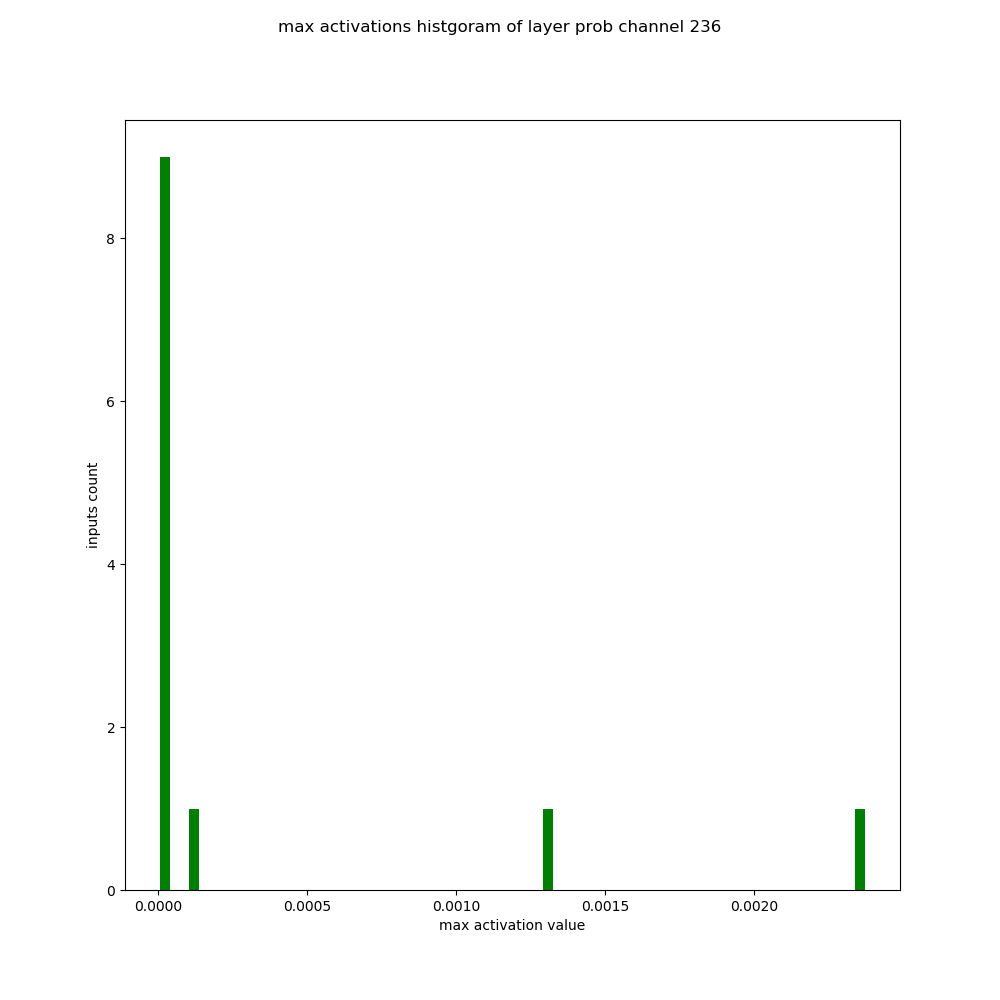 max activations histgoram of layer prob channel 236
8
6
4
2
0
inputs count
0.0000 0.0005 0.0010 0.0015 0.0020
max activation value